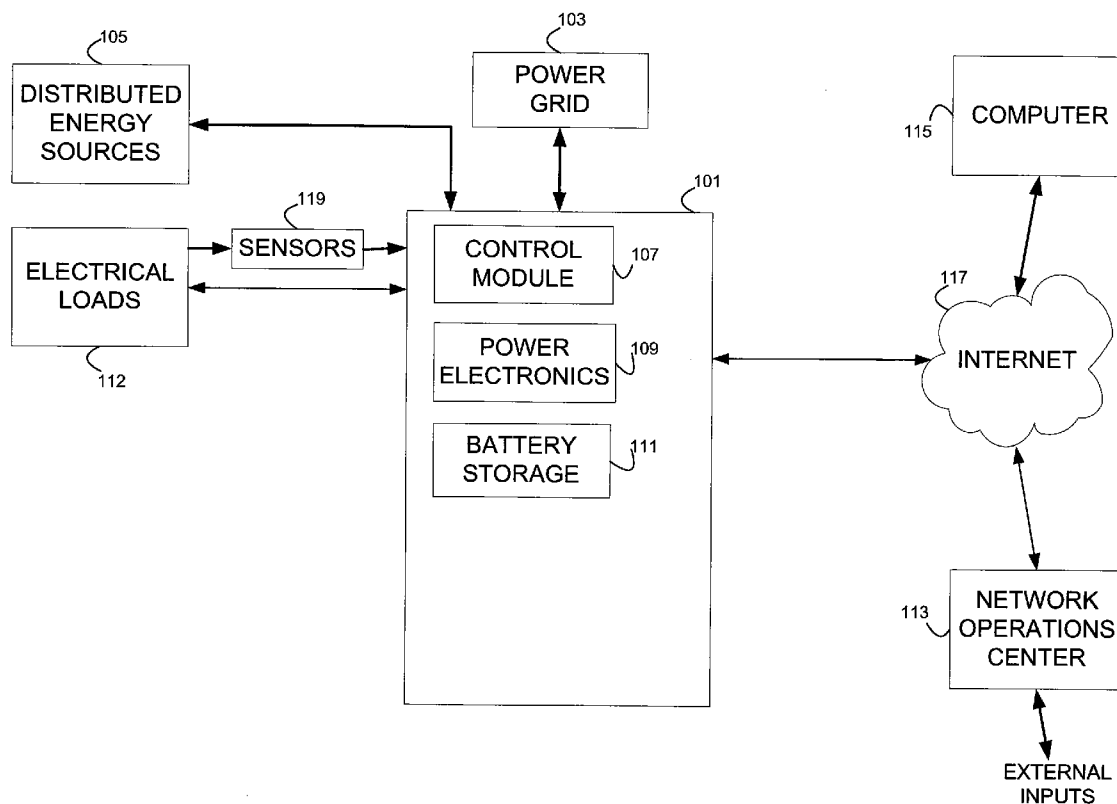 105
DISTRIBUTED
ENERGY
SOURCES
103
POWER
GRID
115
COMPUTER
119
SENSORS
ELECTRICAL
LOADS
112
101
CONTROL
MODULE
107
POWER
ELECTRONICS
109
BATTERY
STORAGE
111
117
INTERNET
113
NETWORK
OPERATIONS
CENTER
EXTERNAL
INPUTS